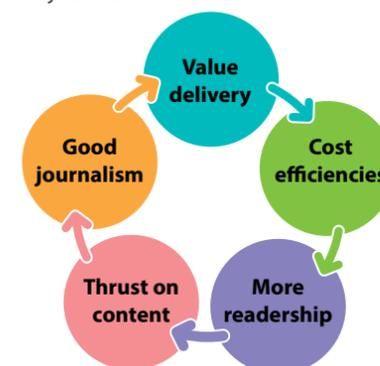 Value
delivery
Cost
efficiencies
More
readership
Thrust on
content
Good
journalism